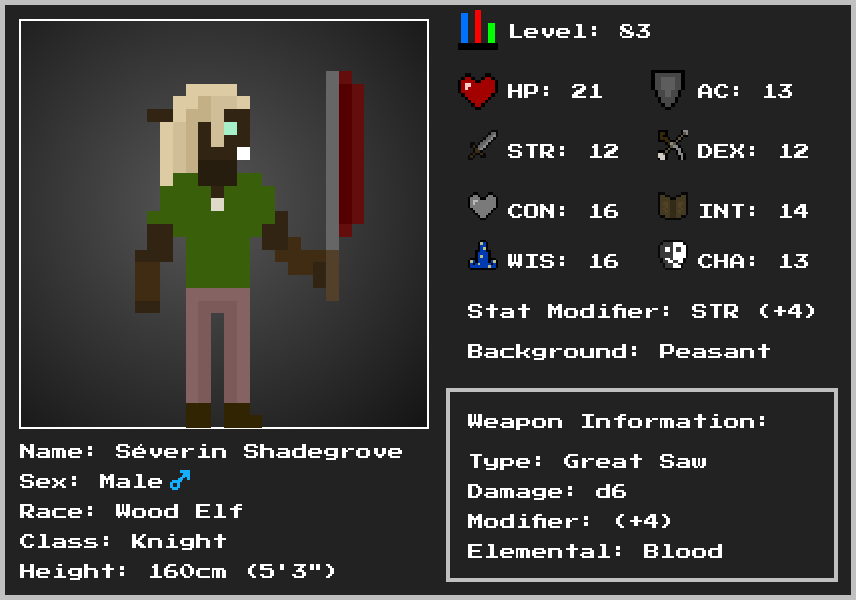 Level: 83
HP: 21
AC: 13
STR: 12
DEX: 12
CON: 16
INT: 14
WIS: 16
CHA: 13
Stat Modifier: STR (+4)
Background: Peasant
Weapon Information:
Type: Great Saw
Damage: d6
Modifier: (+4)
Elemental: Blood
Name: Séverin Shadegrove
Sex: Male♂
Race: Wood Elf
Class: Knight
Height: 160cm (5'3")